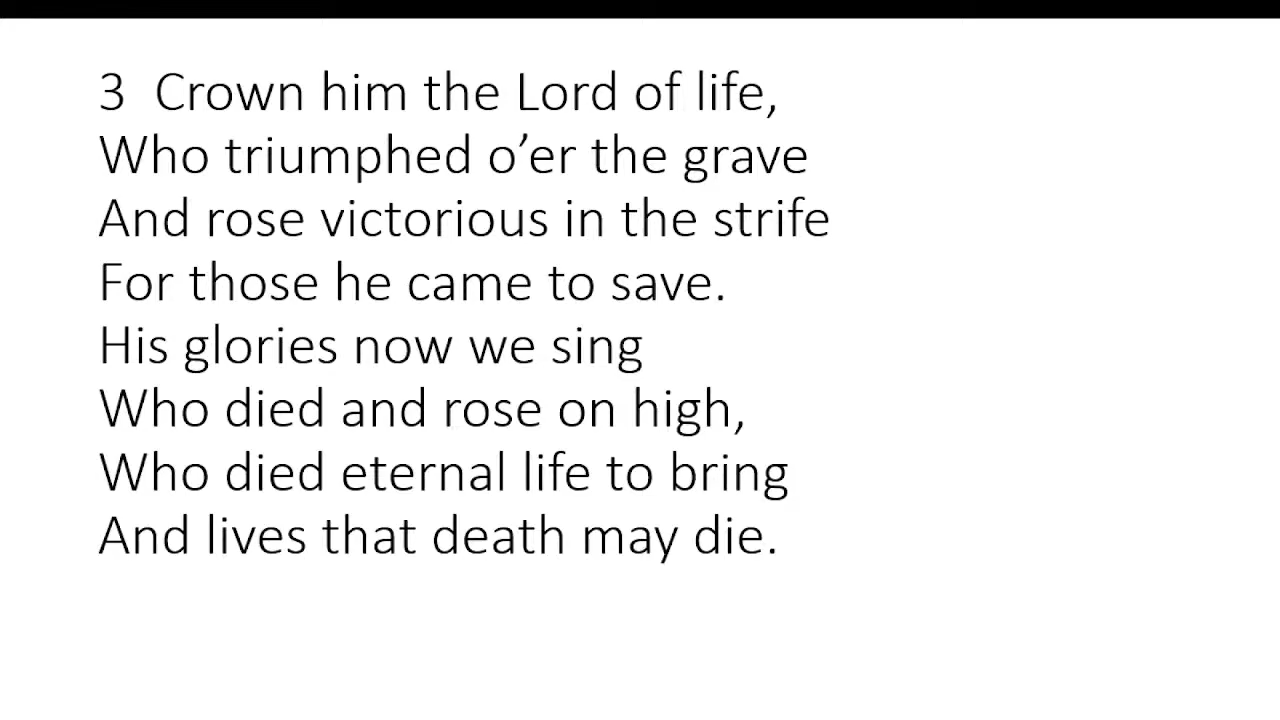 3 Crown him the Lord of life,
Who triumphed o’er the grave
And rose victorious in the strife
For those he came to save.
His glories now we sing
Who died and rose on high,
Who died eternal life to bring
And lives that death may die.